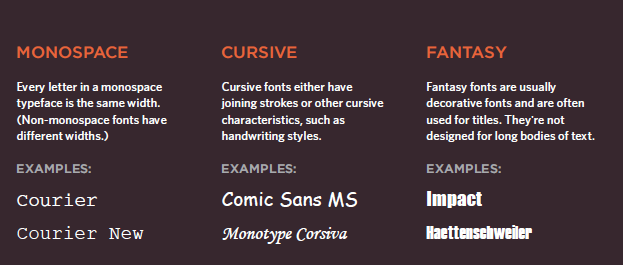 MONOSPACE
Every letter in a monospace
typeface is the same width.
(Non-monospace fonts have
different widths.)
EXAMPLES:
Courier
Courier New
CURSIVE
Cursive fonts either have
joining strokes or other cursive
characteristics, such as
handwriting styles.
EXAMPLES:
Comic Sans MS
Monotype Corsiva
FANTASY
Fantasy fonts are usually
decorative fonts and are often
used for titles. They're not
designed for long bodies of text.
EXAMPLES:
Impact
Haettenschweiler